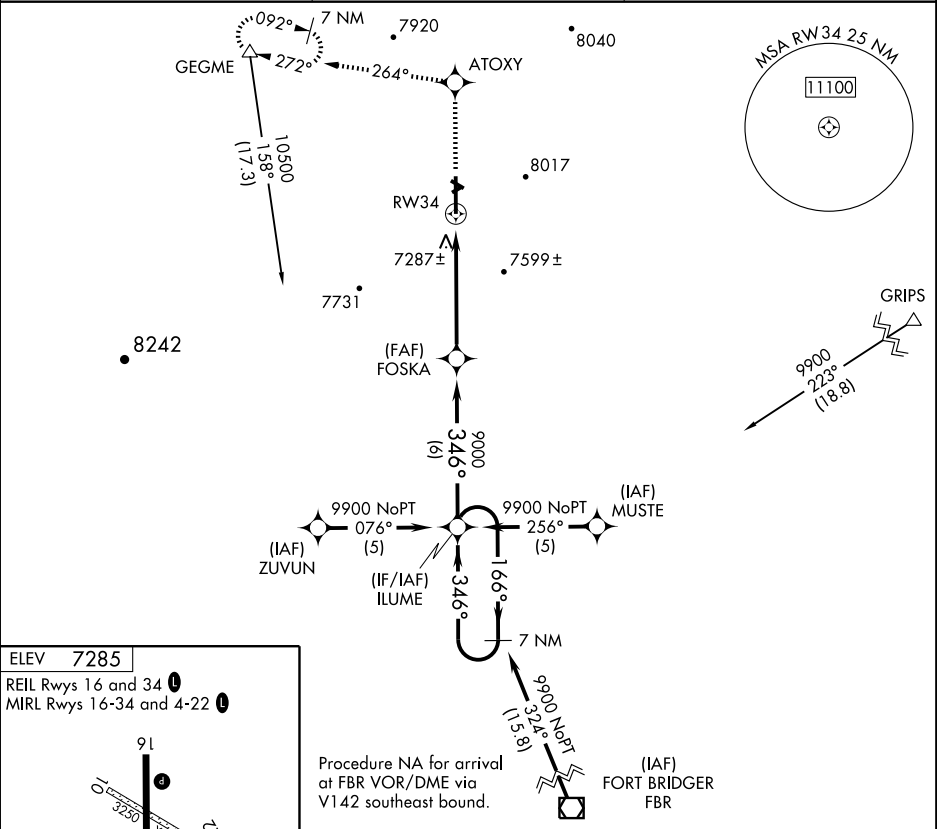 092°
7 NM
7920
8040
MSA RW34 25 NM
GEGME
272°
264°
ATOXY
11100
10500
158°
(17.3)
8017
RW34
7287±
7599±
7731
GRIPS
8242
(FAF)
FOSKA
9900
223°
(18.8)
9000
346°
(6)
(IAF)
MUSTE
9900 NoPT
076°
(5)
9900 NoPT
256°
(5)
(IAF)
ZUVUN
(IF/IAF)
ILUME
346°
166°
7 NM
ELEV 7285
REIL Rwys 16 and 34 L
MIRL Rwys 16-34 and 4-22 L
9900 NoPT
324°
(15.8)
16
P
10
3250
Procedure NA for arrival
at FBR VOR/DME via
V142 southeast bound.
(IAF)
FORT BRIDGER
FBR